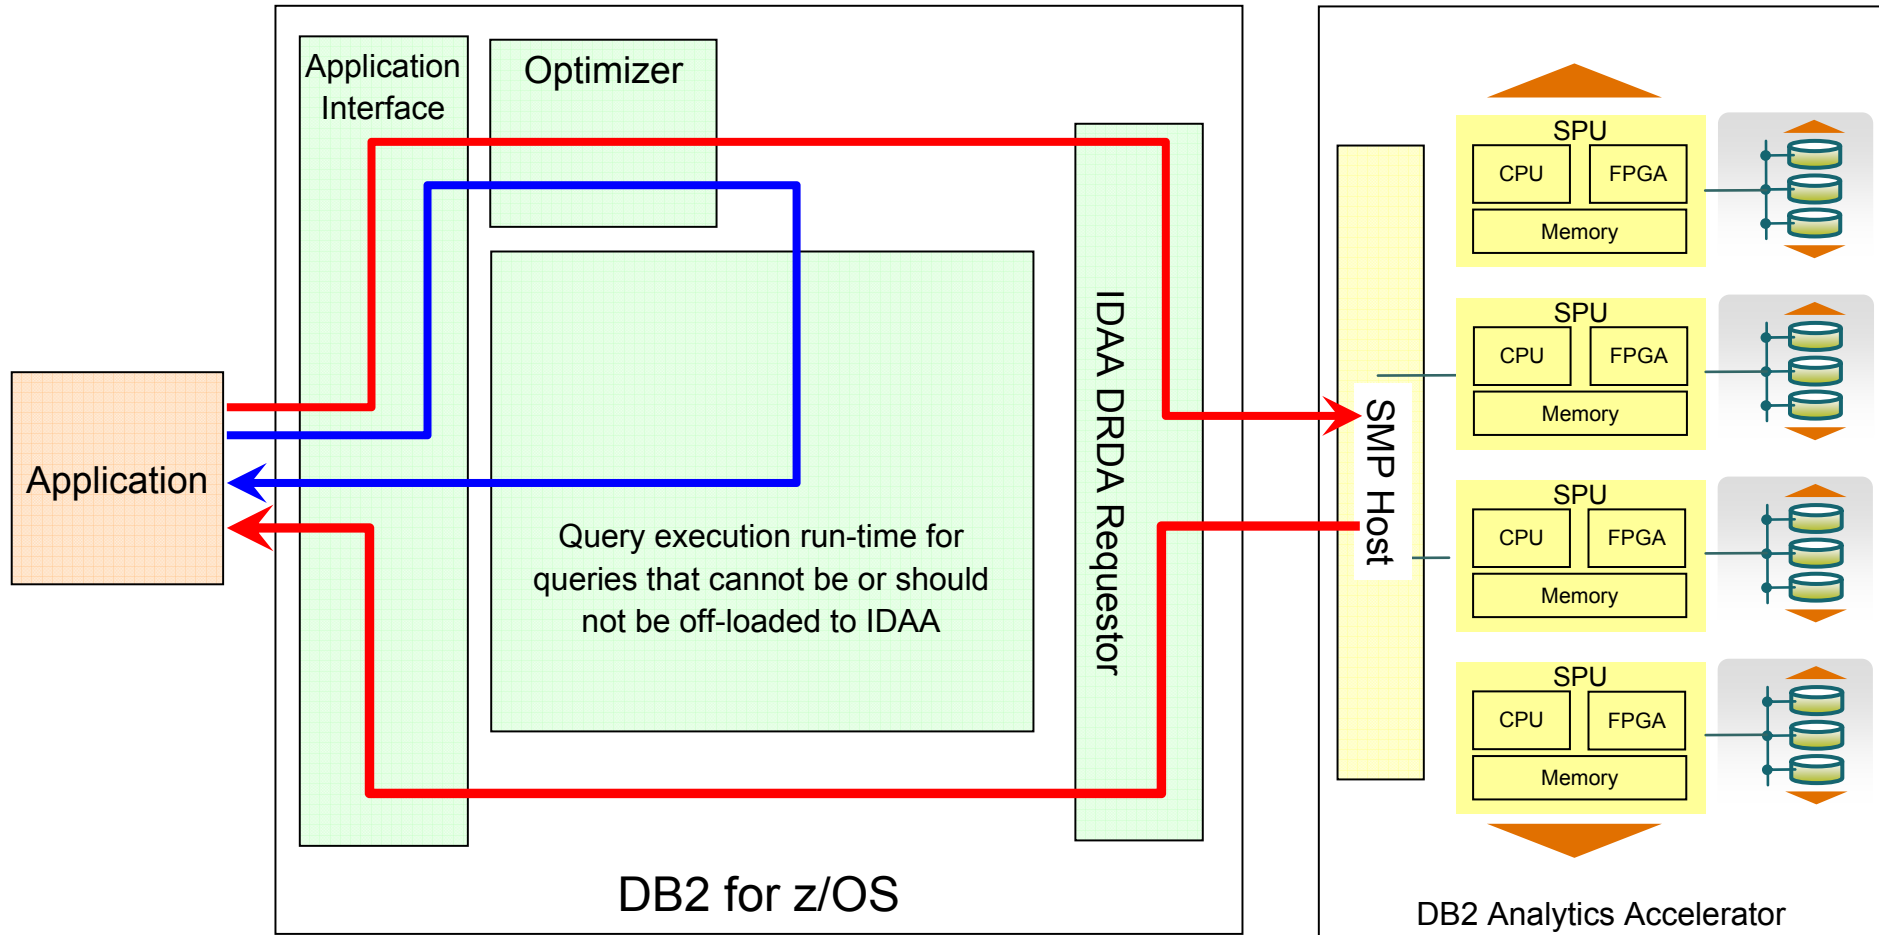 Application
Application
Interface
Optimizer
Query execution run-time for
queries that cannot be or should
not be off-loaded to IDAA
IDAA DRDA Requestor
DB2 for z/OS
SMP Host
SPU
CPU
FPGA
Memory
SPU
CPU
FPGA
Memory
SPU
CPU
FPGA
Memory
SPU
CPU
FPGA
Memory
DB2 Analytics Accelerator